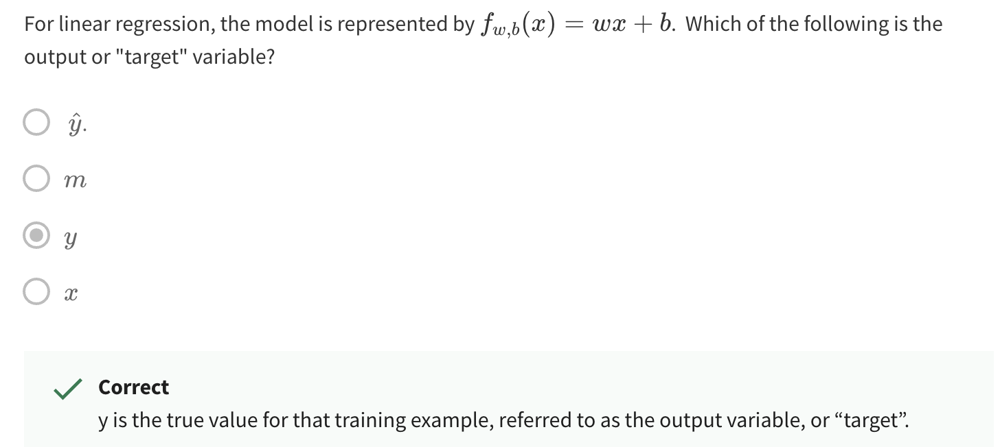 For linear regression, the model is represented by f_{w,b}(x) = wx + b. Which of the following is the
output or "target" variable?
ŷ.
m
y
x
Correct
y is the true value for that training example, referred to as the output variable, or “target”.